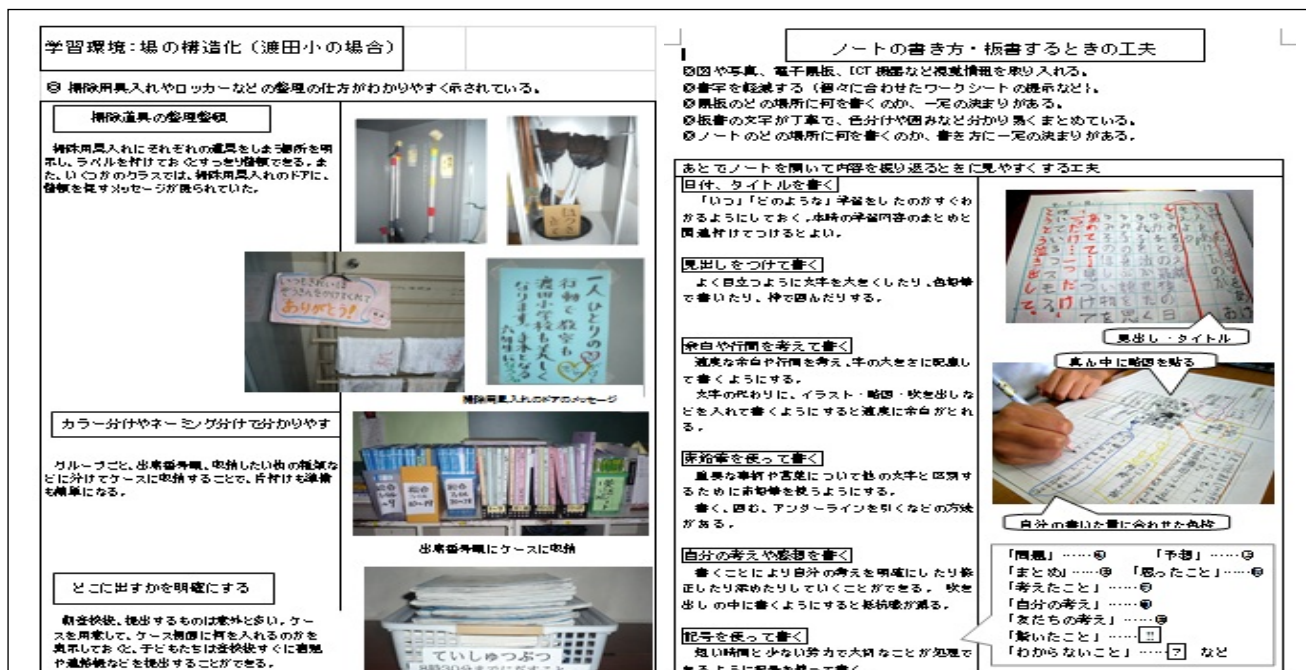 学習環境：場の構造化（渡田小の場合）
◎ 掃除用具入れやロッカーなどの整理の仕方がわかりやすく示されている。
掃除道具の整理整頓
掃除用具入れにそれぞれの道具をしまう場所を明
示し、ラベルを付けておくとすっきり整頓できる。ま
た、いくつかのクラスでは、掃除用具入れのドアに、
整頓を促すメッセージが貼られていた。
ほうき
いつもきれいに
ぞうきんをかけてくれて
ありがとう!
一人ひとりの
行動で教室も
渡田小学校も美しく
なります。
掃除用具入れのドアのメッセージ
カラー分けやネーミング分けで分かりやす
グループごと、出席番号順、収納したい物の種類な
どに分けてケースに収納することで、片付けも準備
も簡単になる。
出席番号順にケースに収納
どこに出すかを明確にする
朝登校後、提出するものは意外と多い。ケー
スを用意して、ケース側面に何を入れるのかを
表示しておくと、子どもたちは登校後すぐに宿題
や連絡帳などを提出することができる。
ていしゅつぶつ
8時30分までにだすこと
ノートの書き方・板書するときの工夫
◎図や写真、電子黒板、ICT機器など視覚情報を取り入れる。
◎書字を軽減する（個々に合わせたワークシートの提示など）。
◎黒板のどの場所に何を書くのか、一定の決まりがある。
◎板書の文字が丁寧で、色分けや囲みなど分かり易くまとめている。
◎ノートのどの場所に何を書くのか、書き方に一定の決まりがある。
あとでノートを開いて内容を振り返るときに見やすくする工夫
日付、タイトルを書く
「いつ」「どのような」学習をしたのかすぐわ
かるようにしておく。本時の学習内容のまとめと
関連付けてつけるとよい。
見出しをつけて書く
よく目立つように文字を大きくしたり、色鉛筆
で書いたり、枠で囲んだりする。
見出し・タイトル
余白や行間を考えて書く
適度な余白や行間を考え、字の大きさに配慮し
て書くようにする。
文字の代わりに、イラスト・略図・吹き出しな
どを入れて書くようにすると適度に余白がとれ
る。
真ん中に略図を貼る
赤鉛筆を使って書く
重要な事柄や言葉について他の文字と区別す
るために赤鉛筆を使うようにする。
書く、囲む、アンダーラインを引くなどの方法
がある。
自分の書いた量に合わせた色枠
自分の考えや感想を書く
書くことにより自分の考えを明確にしたり修
正したり深めたりしていくことができる。吹き
出しの中に書くようにすると抵抗感が減る。
記号を使って書く
短い時間と少ない労力で大切なことが処理で
きるように記号を使って書く。
「問題」……
「予想」……
「まとめ」……
「思ったこと」……
「考えたこと」……
「自分の考え」……
「友だちの考え」……
「驚いたこと」……!!
「わからないこと」……? など